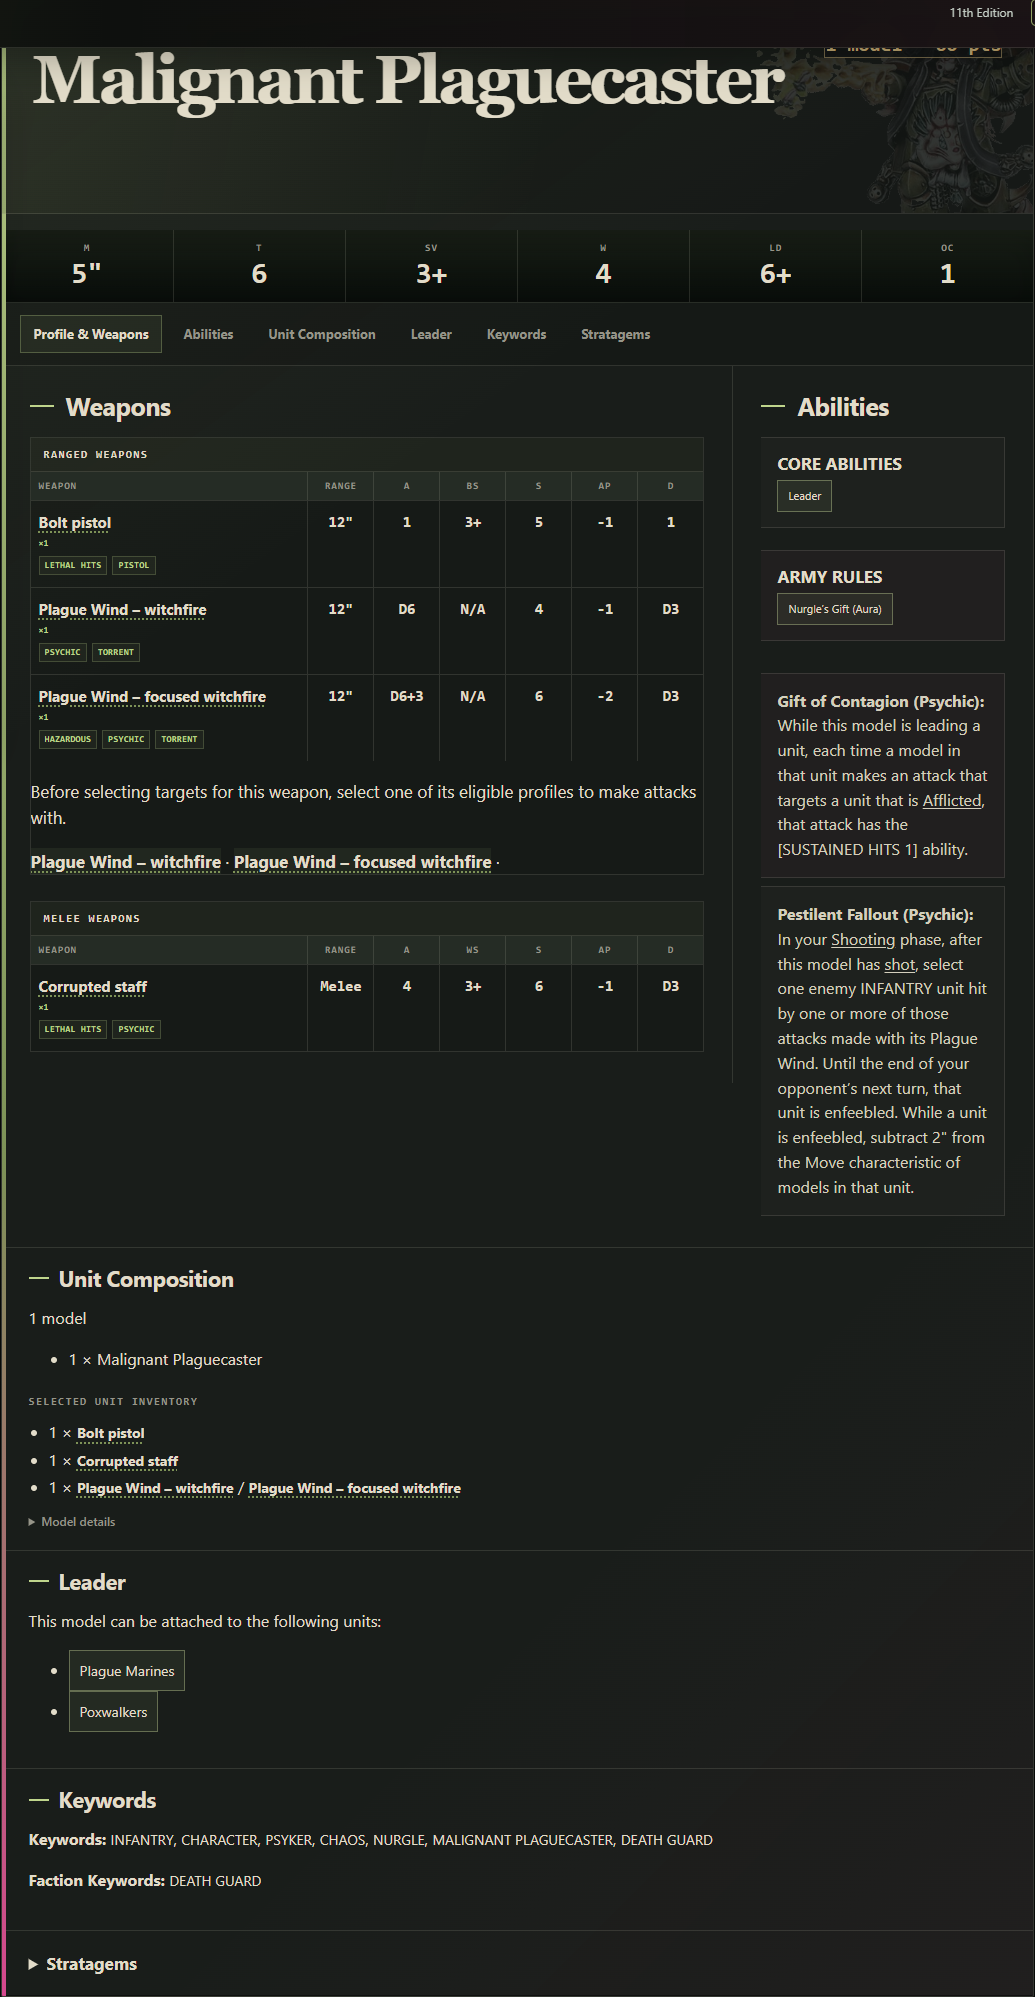 11th Edition
Malignant Plaguecaster
M
5"
T
6
SV
3+
W
4
LD
6+
OC
1
Profile & Weapons
Abilities
Unit Composition
Leader
Keywords
Stratagems
Weapons
RANGED WEAPONS
WEAPON RANGE A BS S AP D
Bolt pistol 12" 1 3+ 5 -1 1
×1
LETHAL HITS PISTOL
Plague Wind – witchfire 12" D6 N/A 4 -1 D3
×1
PSYCHIC TORRENT
Plague Wind – focused witchfire 12" D6+3 N/A 6 -2 D3
×1
HAZARDOUS PSYCHIC TORRENT
Before selecting targets for this weapon, select one of its eligible profiles to make attacks
with.
Plague Wind – witchfire · Plague Wind – focused witchfire ·
MELEE WEAPONS
WEAPON RANGE A WS S AP D
Corrupted staff Melee 4 3+ 6 -1 D3
×1
LETHAL HITS PSYCHIC
Abilities
CORE ABILITIES
Leader
ARMY RULES
Nurgle's Gift (Aura)
Gift of Contagion (Psychic):
While this model is leading a
unit, each time a model in
that unit makes an attack that
targets a unit that is Afflicted,
that attack has the
[SUSTAINED HITS 1] ability.
Pestilent Fallout (Psychic):
In your Shooting phase, after
this model has shot, select
one enemy INFANTRY unit hit
by one or more of those
attacks made with its Plague
Wind. Until the end of your
opponent's next turn, that
unit is enfeebled. While a unit
is enfeebled, subtract 2" from
the Move characteristic of
models in that unit.
Unit Composition
1 model
• 1 × Malignant Plaguecaster
SELECTED UNIT INVENTORY
• 1 × Bolt pistol
• 1 × Corrupted staff
• 1 × Plague Wind – witchfire / Plague Wind – focused witchfire
▶ Model details
Leader
This model can be attached to the following units:
• Plague Marines
• Poxwalkers
Keywords
Keywords: INFANTRY, CHARACTER, PSYKER, CHAOS, NURGLE, MALIGNANT PLAGUECASTER, DEATH GUARD
Faction Keywords: DEATH GUARD
▶ Stratagems